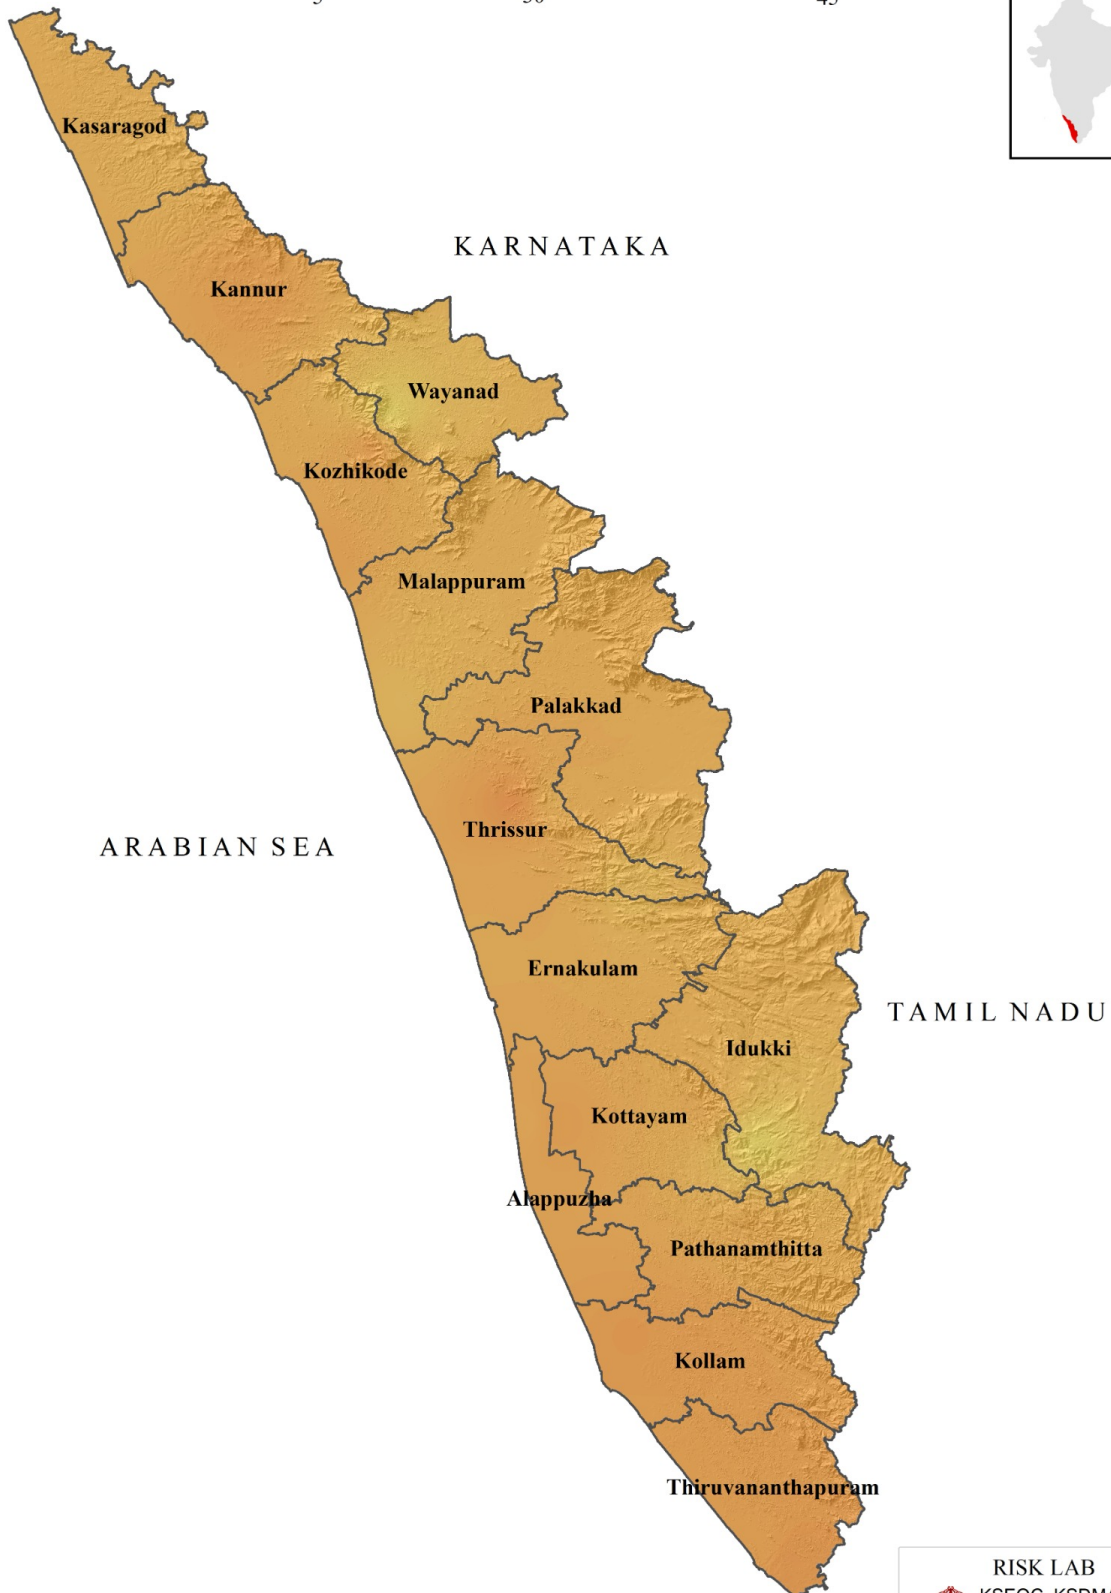 Kasaragod
KARNATAKA
Kannur
Wayanad
Kozhikode
Malappuram
Palakkad
Thrissur
ARABIAN SEA
Ernakulam
TAMIL NADU
Idukki
Kottayam
Alappuzha
Pathanamthitta
Kollam
Thiruvananthapuram
RISK LAB